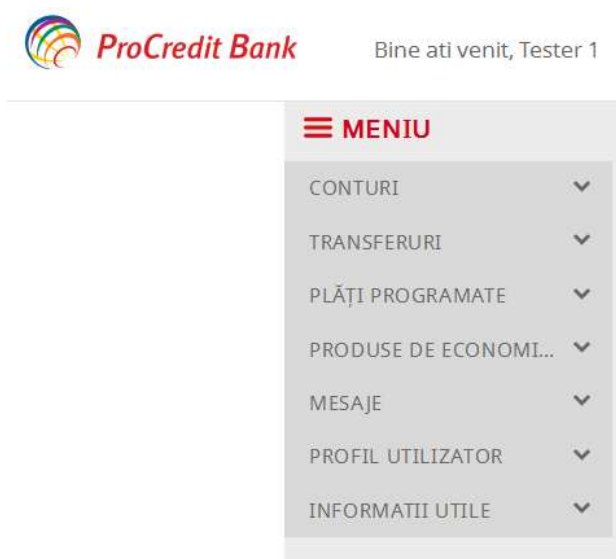 ProCredit Bank Bine ati venit, Tester 1
MENIU
CONTURI
TRANSFERURI
PLĂȚI PROGRAMATE
PRODUSE DE ECONOMI...
MESAJE
PROFIL UTILIZATOR
INFORMATII UTILE